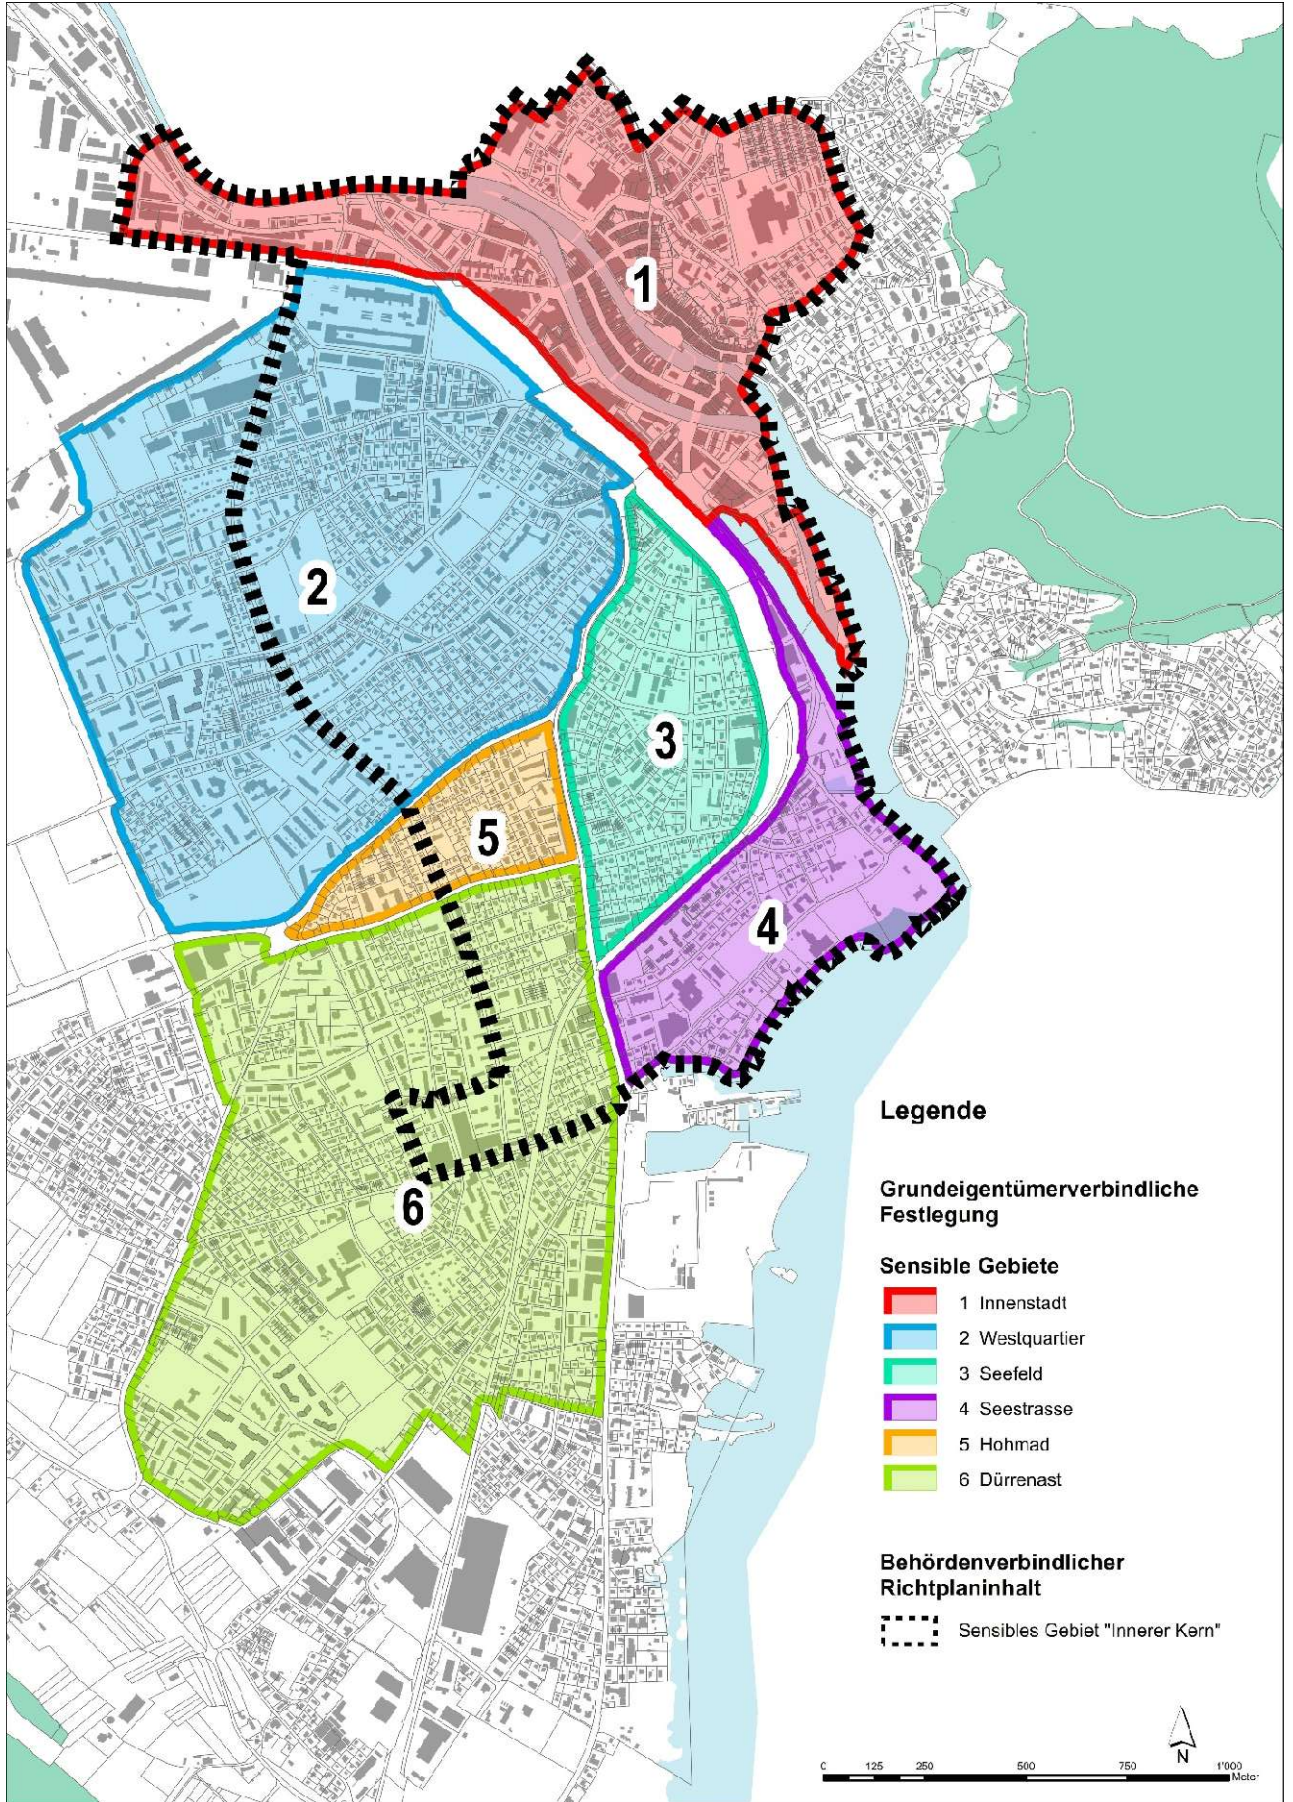 1
2
3
5
4
6
Legende
Grundeigentümerverbindliche
Festlegung
Sensible Gebiete
1 Innenstadt
2 Westquartier
3 Seefeld
4 Seestrasse
5 Hohmad
6 Dürrenast
Behördenverbindlicher
Richtplaninhalt
Sensibles Gebiet "Innerer Kern"
N
0 125 250 500 750 1'000
Meter